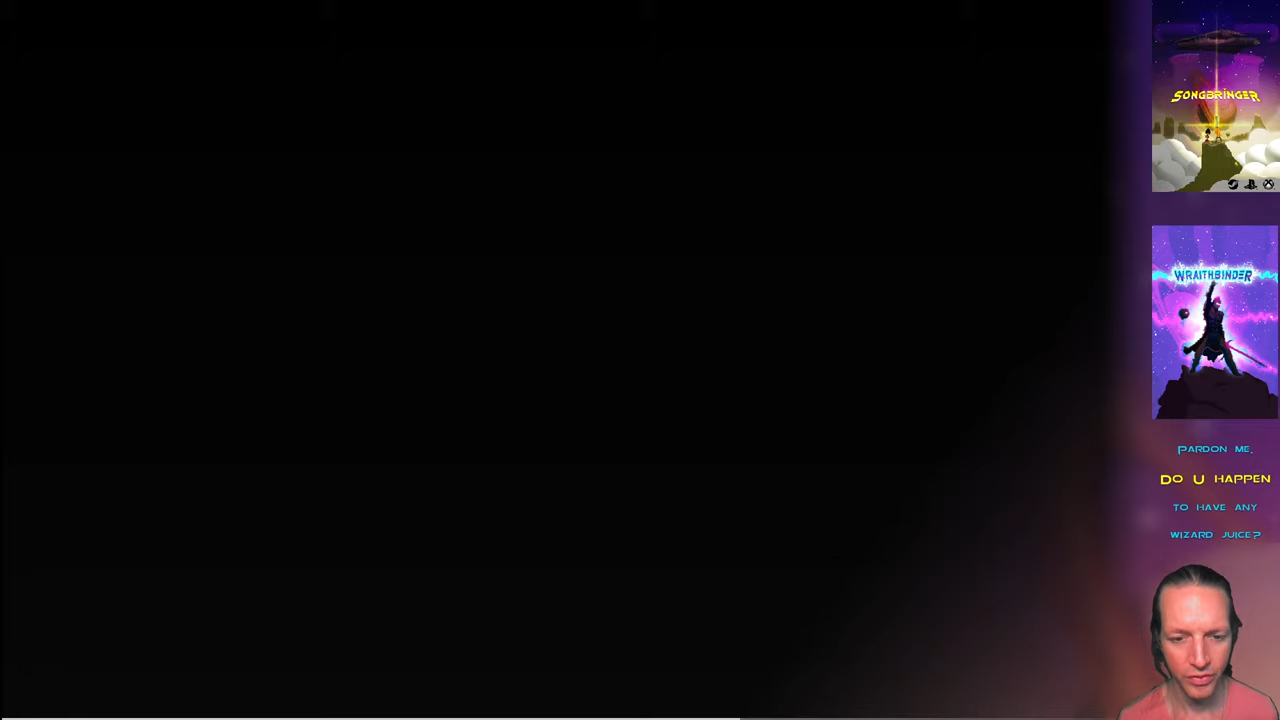 SONGBRINGER
WRAITHBINDER
PARDON ME,
DO U HAPPEN
TO HAVE ANY
WIZARD JUICE?